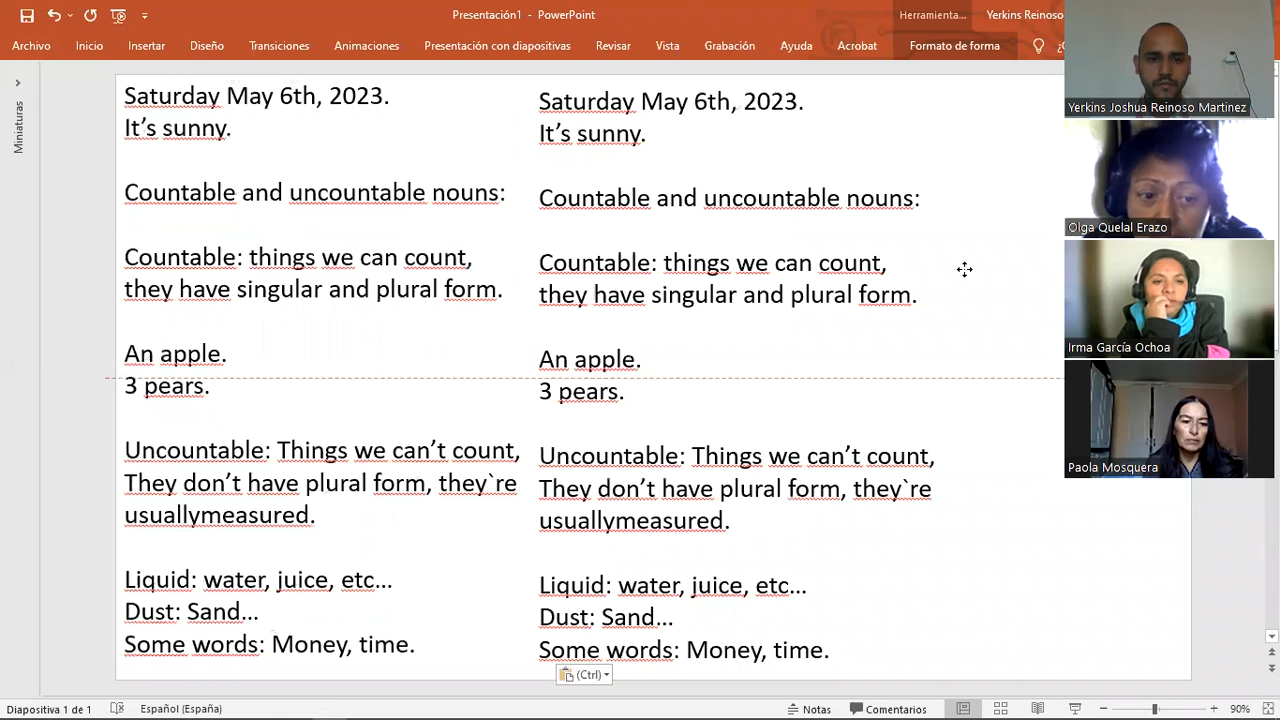 Presentación1 - PowerPoint
Herramienta...
Yerkins Reinoso
Archivo
Inicio
Insertar
Diseño
Transiciones
Animaciones
Presentación con diapositivas
Revisar
Vista
Grabación
Ayuda
Acrobat
Formato de forma
Miniaturas
Saturday May 6th, 2023.
It’s sunny.
Countable and uncountable nouns:
Countable: things we can count,
they have singular and plural form.
An apple.
3 pears.
Uncountable: Things we can’t count,
They don’t have plural form, they`re
usuallymeasured.
Liquid: water, juice, etc...
Dust: Sand...
Some words: Money, time.
Saturday May 6th, 2023.
It’s sunny.
Countable and uncountable nouns:
Countable: things we can count,
they have singular and plural form.
An apple.
3 pears.
Uncountable: Things we can’t count,
They don’t have plural form, they`re
usuallymeasured.
Liquid: water, juice, etc...
Dust: Sand...
Some words: Money, time.
(Ctrl)
Yerkins Joshua Reinoso Martinez
Olga Quelal Erazo
Irma García Ochoa
Paola Mosquera
Diapositiva 1 de 1
Español (España)
Notas
Comentarios
90%